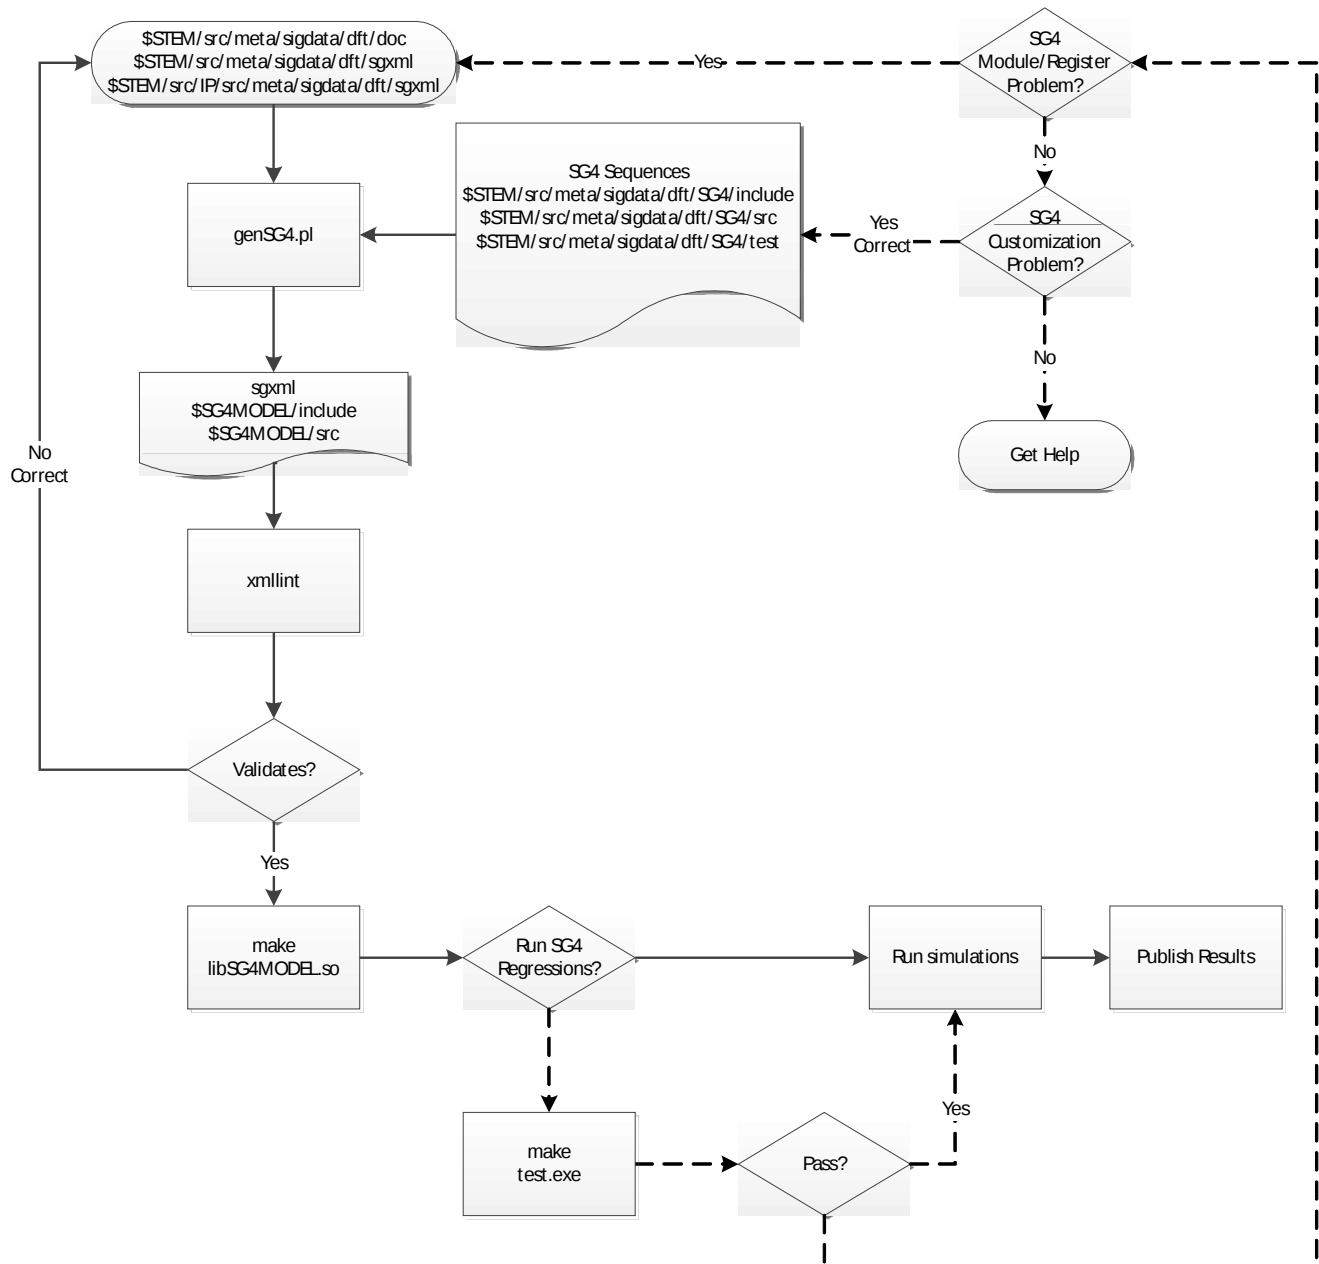 $STEM/src/meta/sigdata/dft/doc
$STEM/src/meta/sigdata/dft/sgxml
$STEM/src/IP/src/meta/sigdata/dft/sgxml
Yes
SG4
Module/Register
Problem?
No
SG4 Sequences
$STEM/src/meta/sigdata/dft/SG4/include
$STEM/src/meta/sigdata/dft/SG4/src
$STEM/src/meta/sigdata/dft/SG4/test
genSG4.pl
Yes
Correct
SG4
Customization
Problem?
No
Get Help
sgxml
$SG4MODEL/include
$SG4MODEL/src
No
Correct
xmllint
Validates?
Yes
make
libSG4MODEL.so
Run SG4
Regressions?
Run simulations
Publish Results
make
test.exe
Pass?
Yes